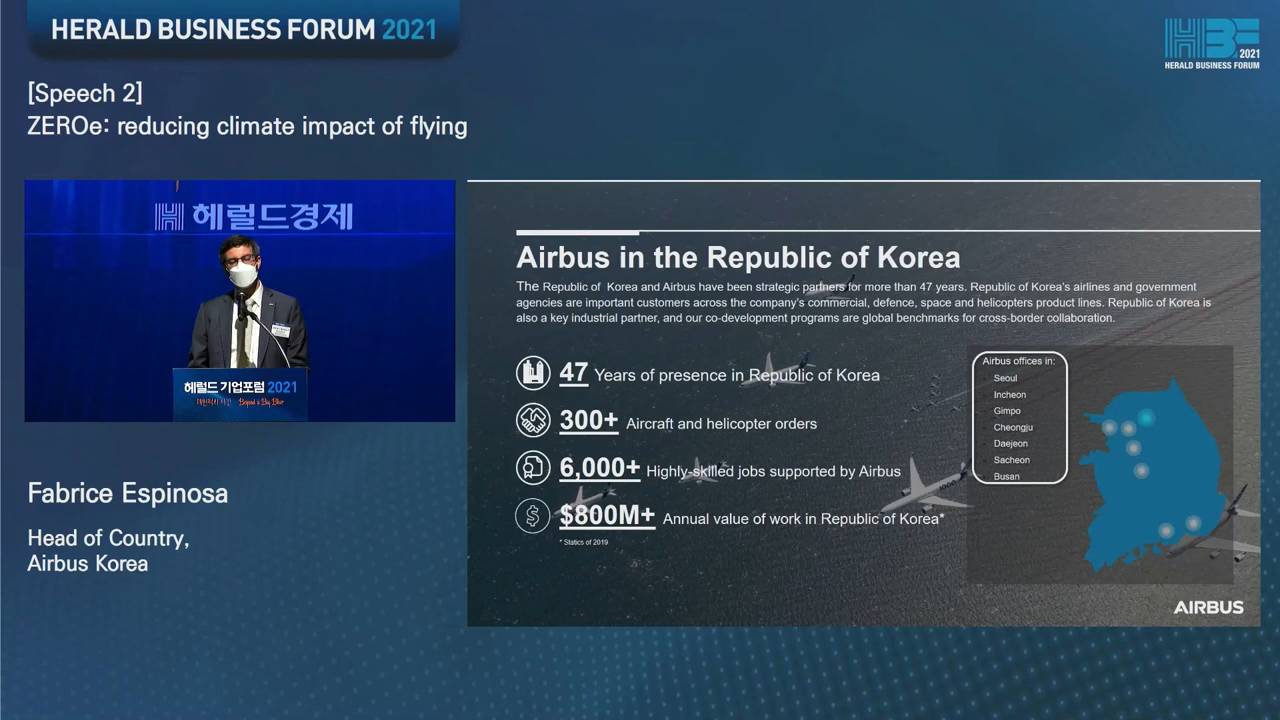 HERALD BUSINESS FORUM 2021
HBF
2021
HERALD BUSINESS FORUM
[Speech 2]
ZEROe: reducing climate impact of flying
헤럴드경제
헤럴드 기업포럼 2021
Beyond a Big Blur
Fabrice Espinosa
Head of Country,
Airbus Korea
Airbus in the Republic of Korea
The Republic of Korea and Airbus have been strategic partners for more than 47 years. Republic of Korea's airlines and government
agencies are important customers across the company's commercial, defence, space and helicopters product lines. Republic of Korea is
also a key industrial partner, and our co-development programs are global benchmarks for cross-border collaboration.
47 Years of presence in Republic of Korea
300+ Aircraft and helicopter orders
6,000+ Highly-skilled jobs supported by Airbus
$800M+ Annual value of work in Republic of Korea*
* Statics of 2019
Airbus offices in:
Seoul
Incheon
Gimpo
Cheongju
Daejeon
Sacheon
Busan
AIRBUS